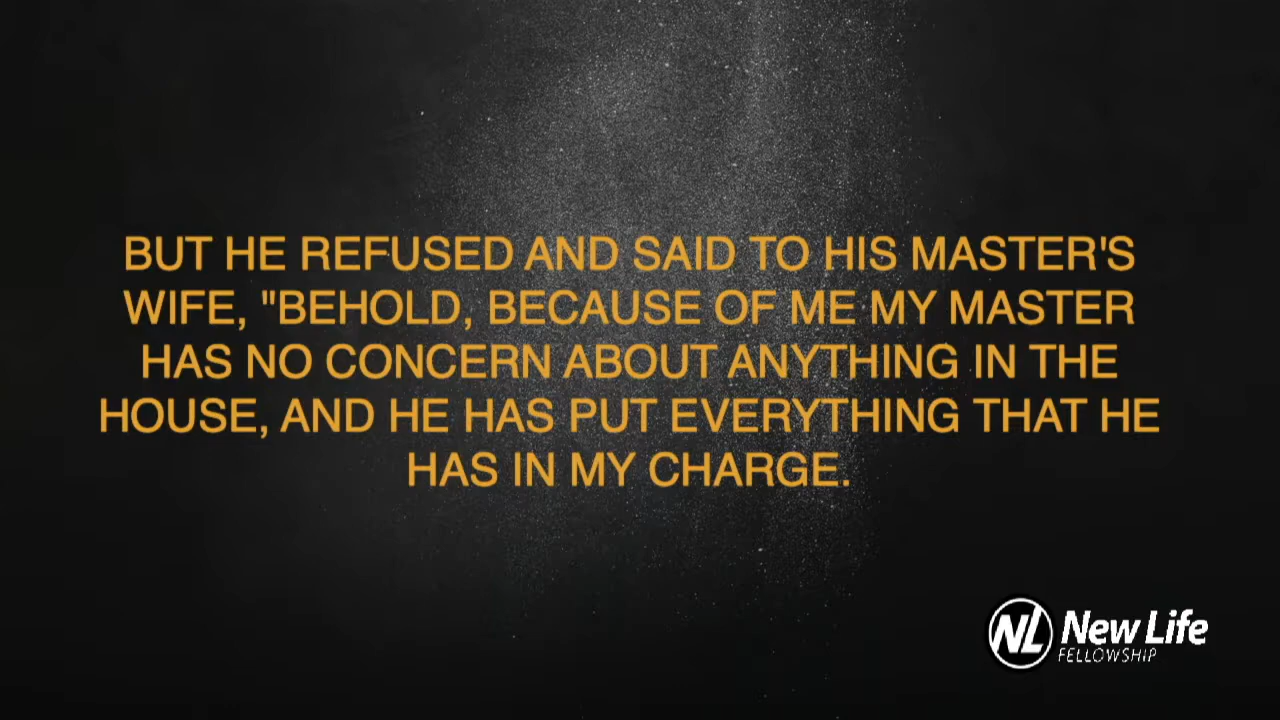 BUT HE REFUSED AND SAID TO HIS MASTER'S
WIFE, "BEHOLD, BECAUSE OF ME MY MASTER
HAS NO CONCERN ABOUT ANYTHING IN THE
HOUSE, AND HE HAS PUT EVERYTHING THAT HE
HAS IN MY CHARGE.
NL New Life
FELLOWSHIP